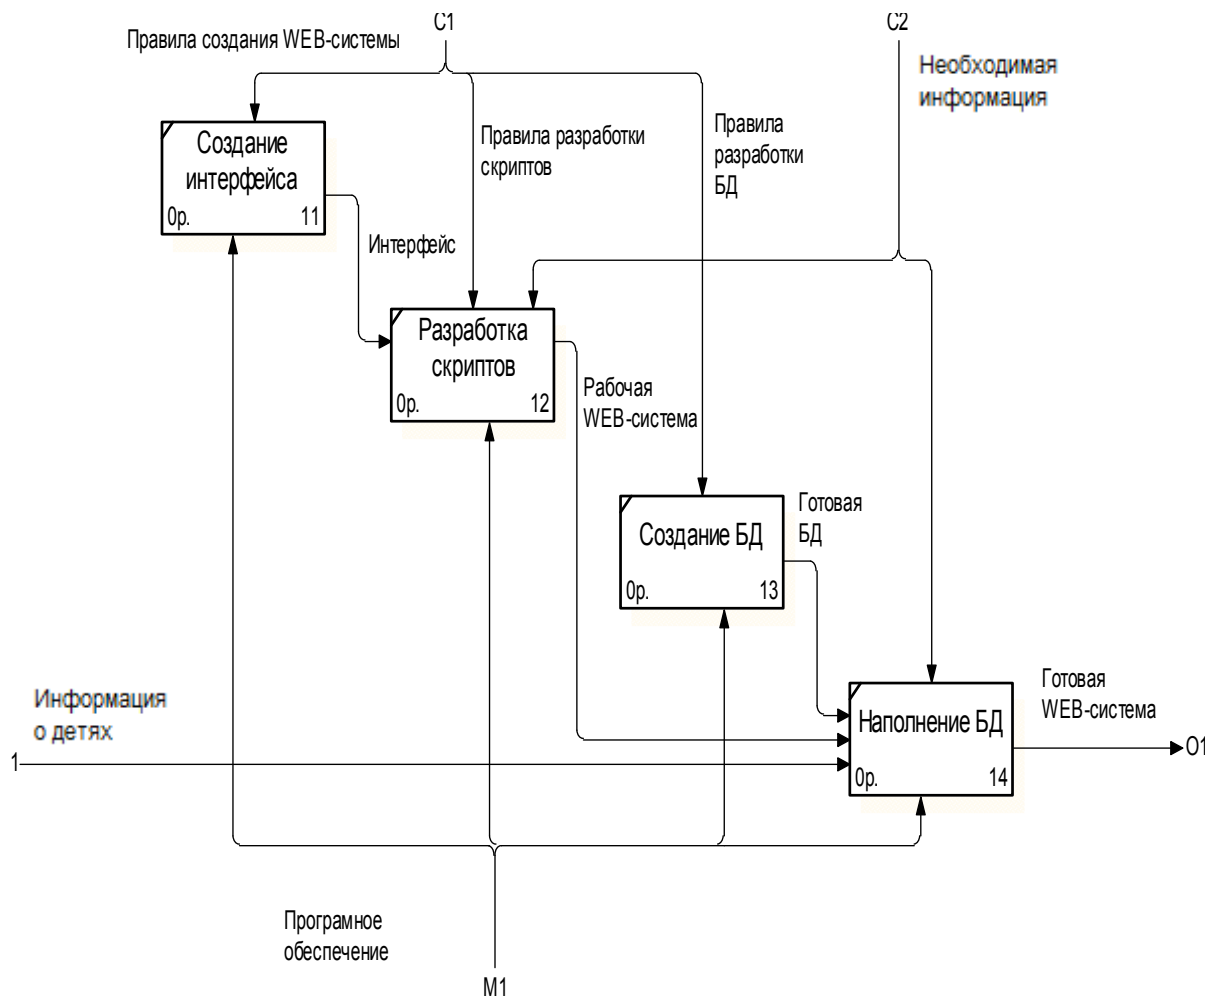 C1
C2
Правила создания WEB-системы
Необходимая
информация
Создание
интерфейса
0р.
11
Правила разработки
скриптов
Правила
разработки
БД
Интерфейс
Разработка
скриптов
0р.
12
Рабочая
WEB-система
Готовая
БД
Создание БД
0р.
13
Информация
о детях
1
Наполнение БД
0р.
14
Готовая
WEB-система
O1
Програмное
обеспечение
M1